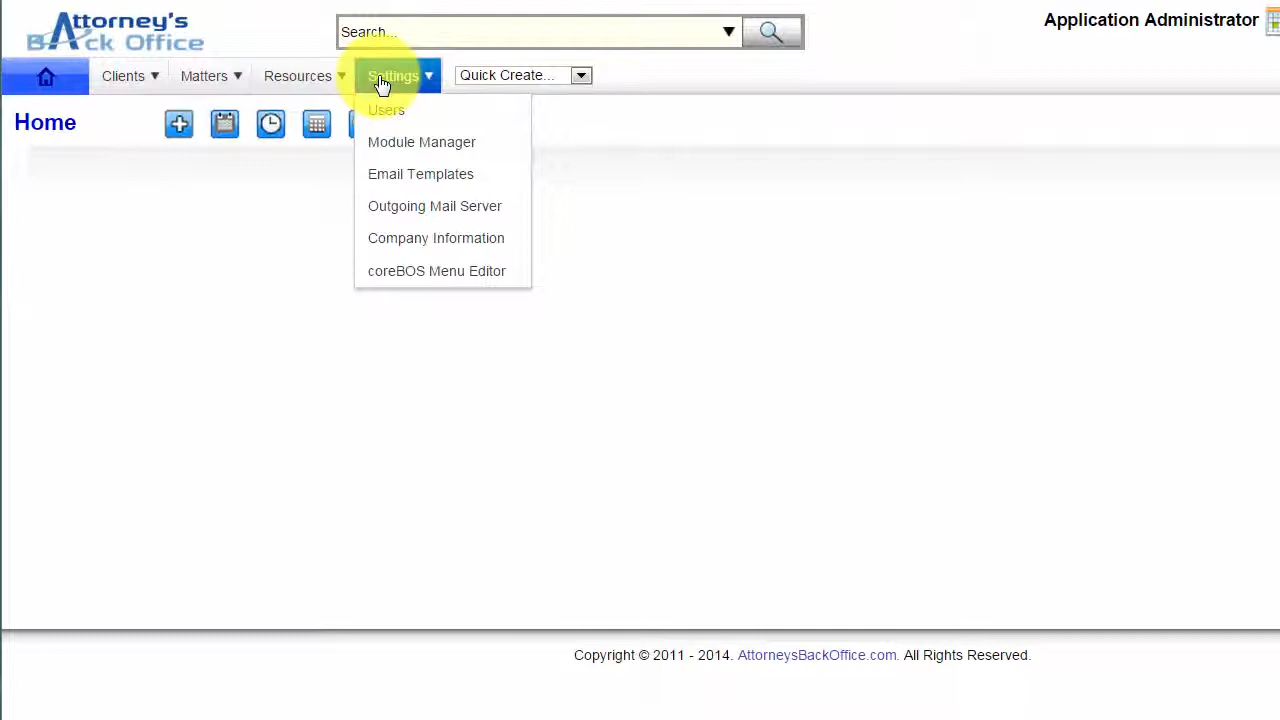 Attorney's
Back Office
Search...
Application Administrator
Clients
Matters
Resources
Settings
Quick Create...
Home
Users
Module Manager
Email Templates
Outgoing Mail Server
Company Information
coreBOS Menu Editor
Copyright © 2011 - 2014. AttorneysBackOffice.com. All Rights Reserved.